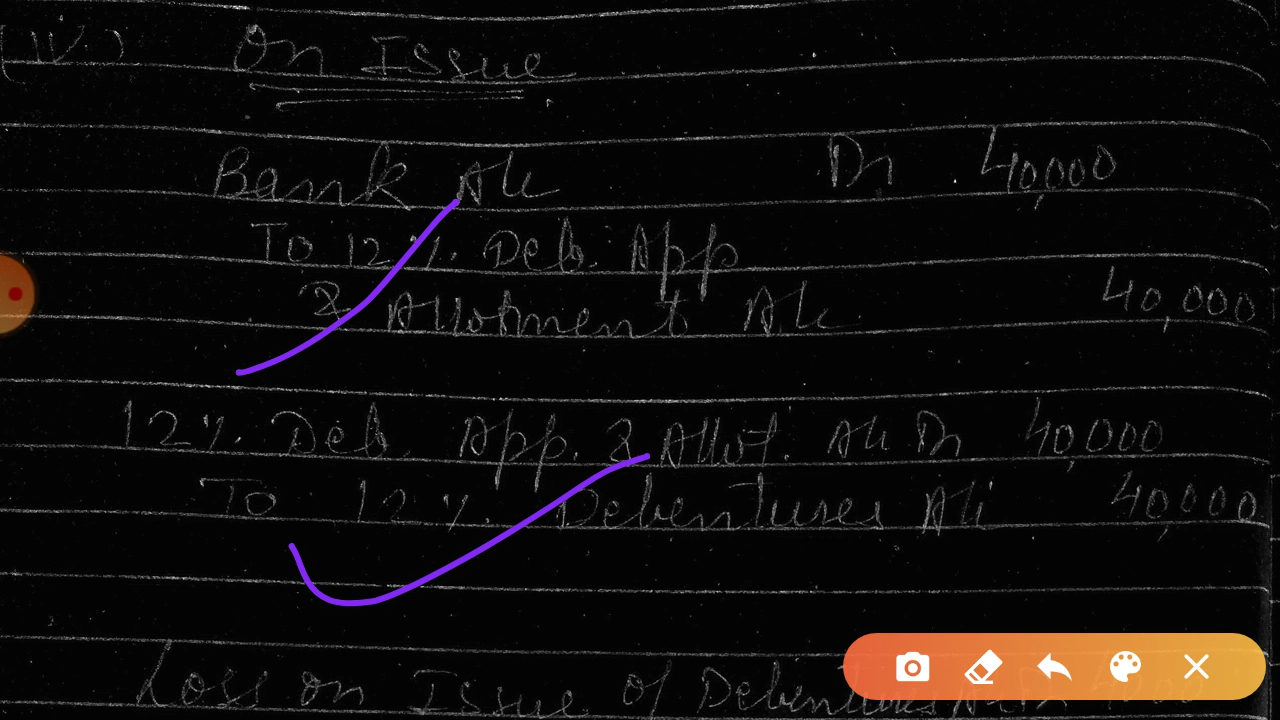 (IV.) On Issue
Bank A/c Dr 40,000
To 12%. Deb. App
& Allotment A/c 40,000
12%. Deb. App. & Allot. A/c Dr 40,000
To 12%. Debentures A/c 40,000
Loss on Issue of Debentures